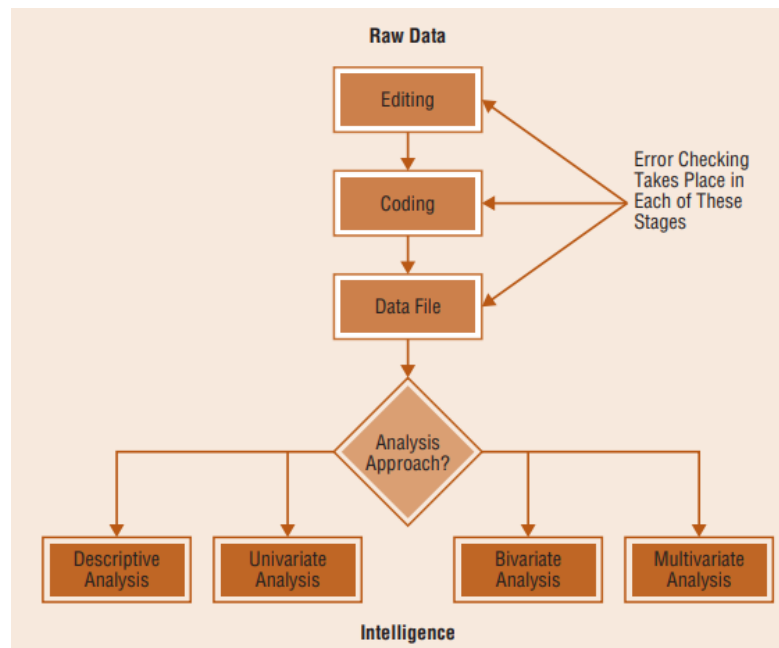 Raw Data
Editing
Error Checking
Takes Place in
Each of These
Stages
Coding
Data File
Analysis
Approach?
Descriptive
Analysis
Univariate
Analysis
Bivariate
Analysis
Multivariate
Analysis
Intelligence